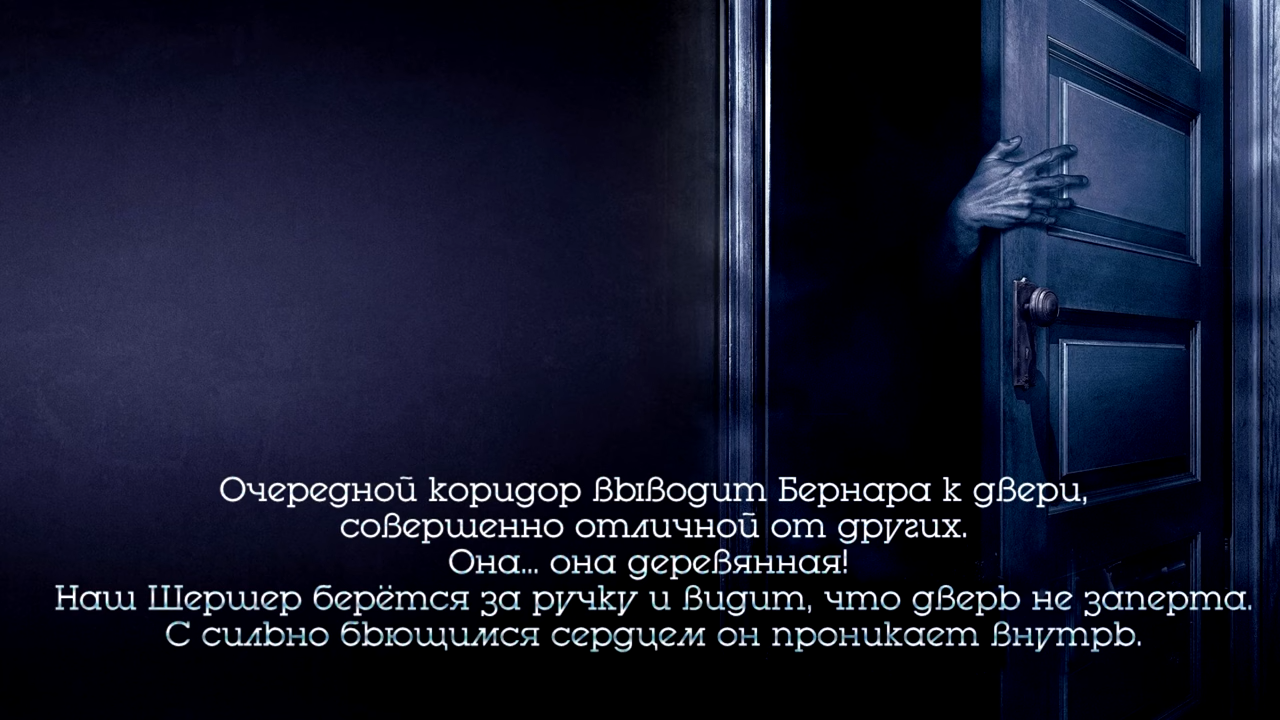 Очередной коридор выводит Бернара к двери,
совершенно отличной от других.
Она... она деревянная!
Наш Шершер берётся за ручку и видит, что дверь не заперта.
С сильно бьющимся сердцем он проникает внутрь.